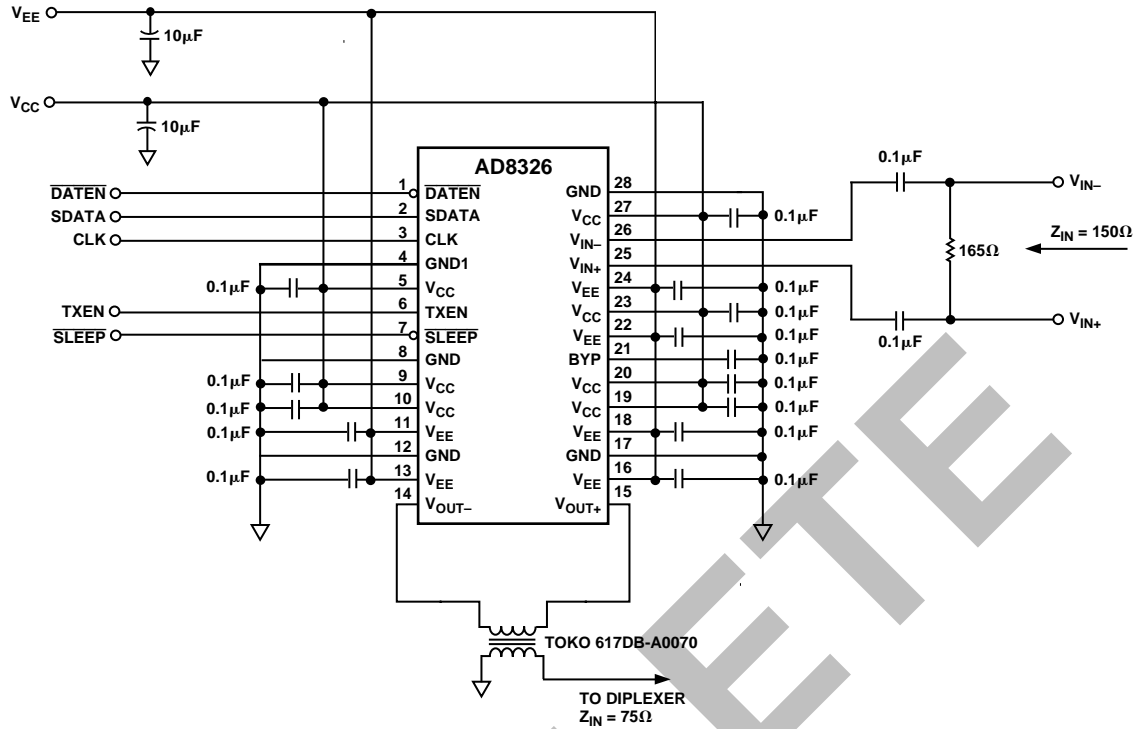 VEE
10µF
VCC
10µF
AD8326
DATEN
SDATA
CLK
TXEN
SLEEP
0.1µF
0.1µF
0.1µF
0.1µF
0.1µF
1 DATEN
2 SDATA
3 CLK
4 GND1
5 VCC
6 TXEN
7 SLEEP
8 GND
9 VCC
10 VCC
11 VEE
12 GND
13 VEE
14 VOUT–
GND 28
VCC 27
VIN– 26
VIN+ 25
VEE 24
VCC 23
VEE 22
BYP 21
VCC 20
VCC 19
VEE 18
GND 17
VEE 16
VOUT+ 15
0.1µF
0.1µF
0.1µF
0.1µF
0.1µF
0.1µF
0.1µF
0.1µF
0.1µF
0.1µF
VIN–
165Ω
ZIN = 150Ω
VIN+
0.1µF
TOKO 617DB-A0070
TO DIPLEXER
ZIN = 75Ω
ETE